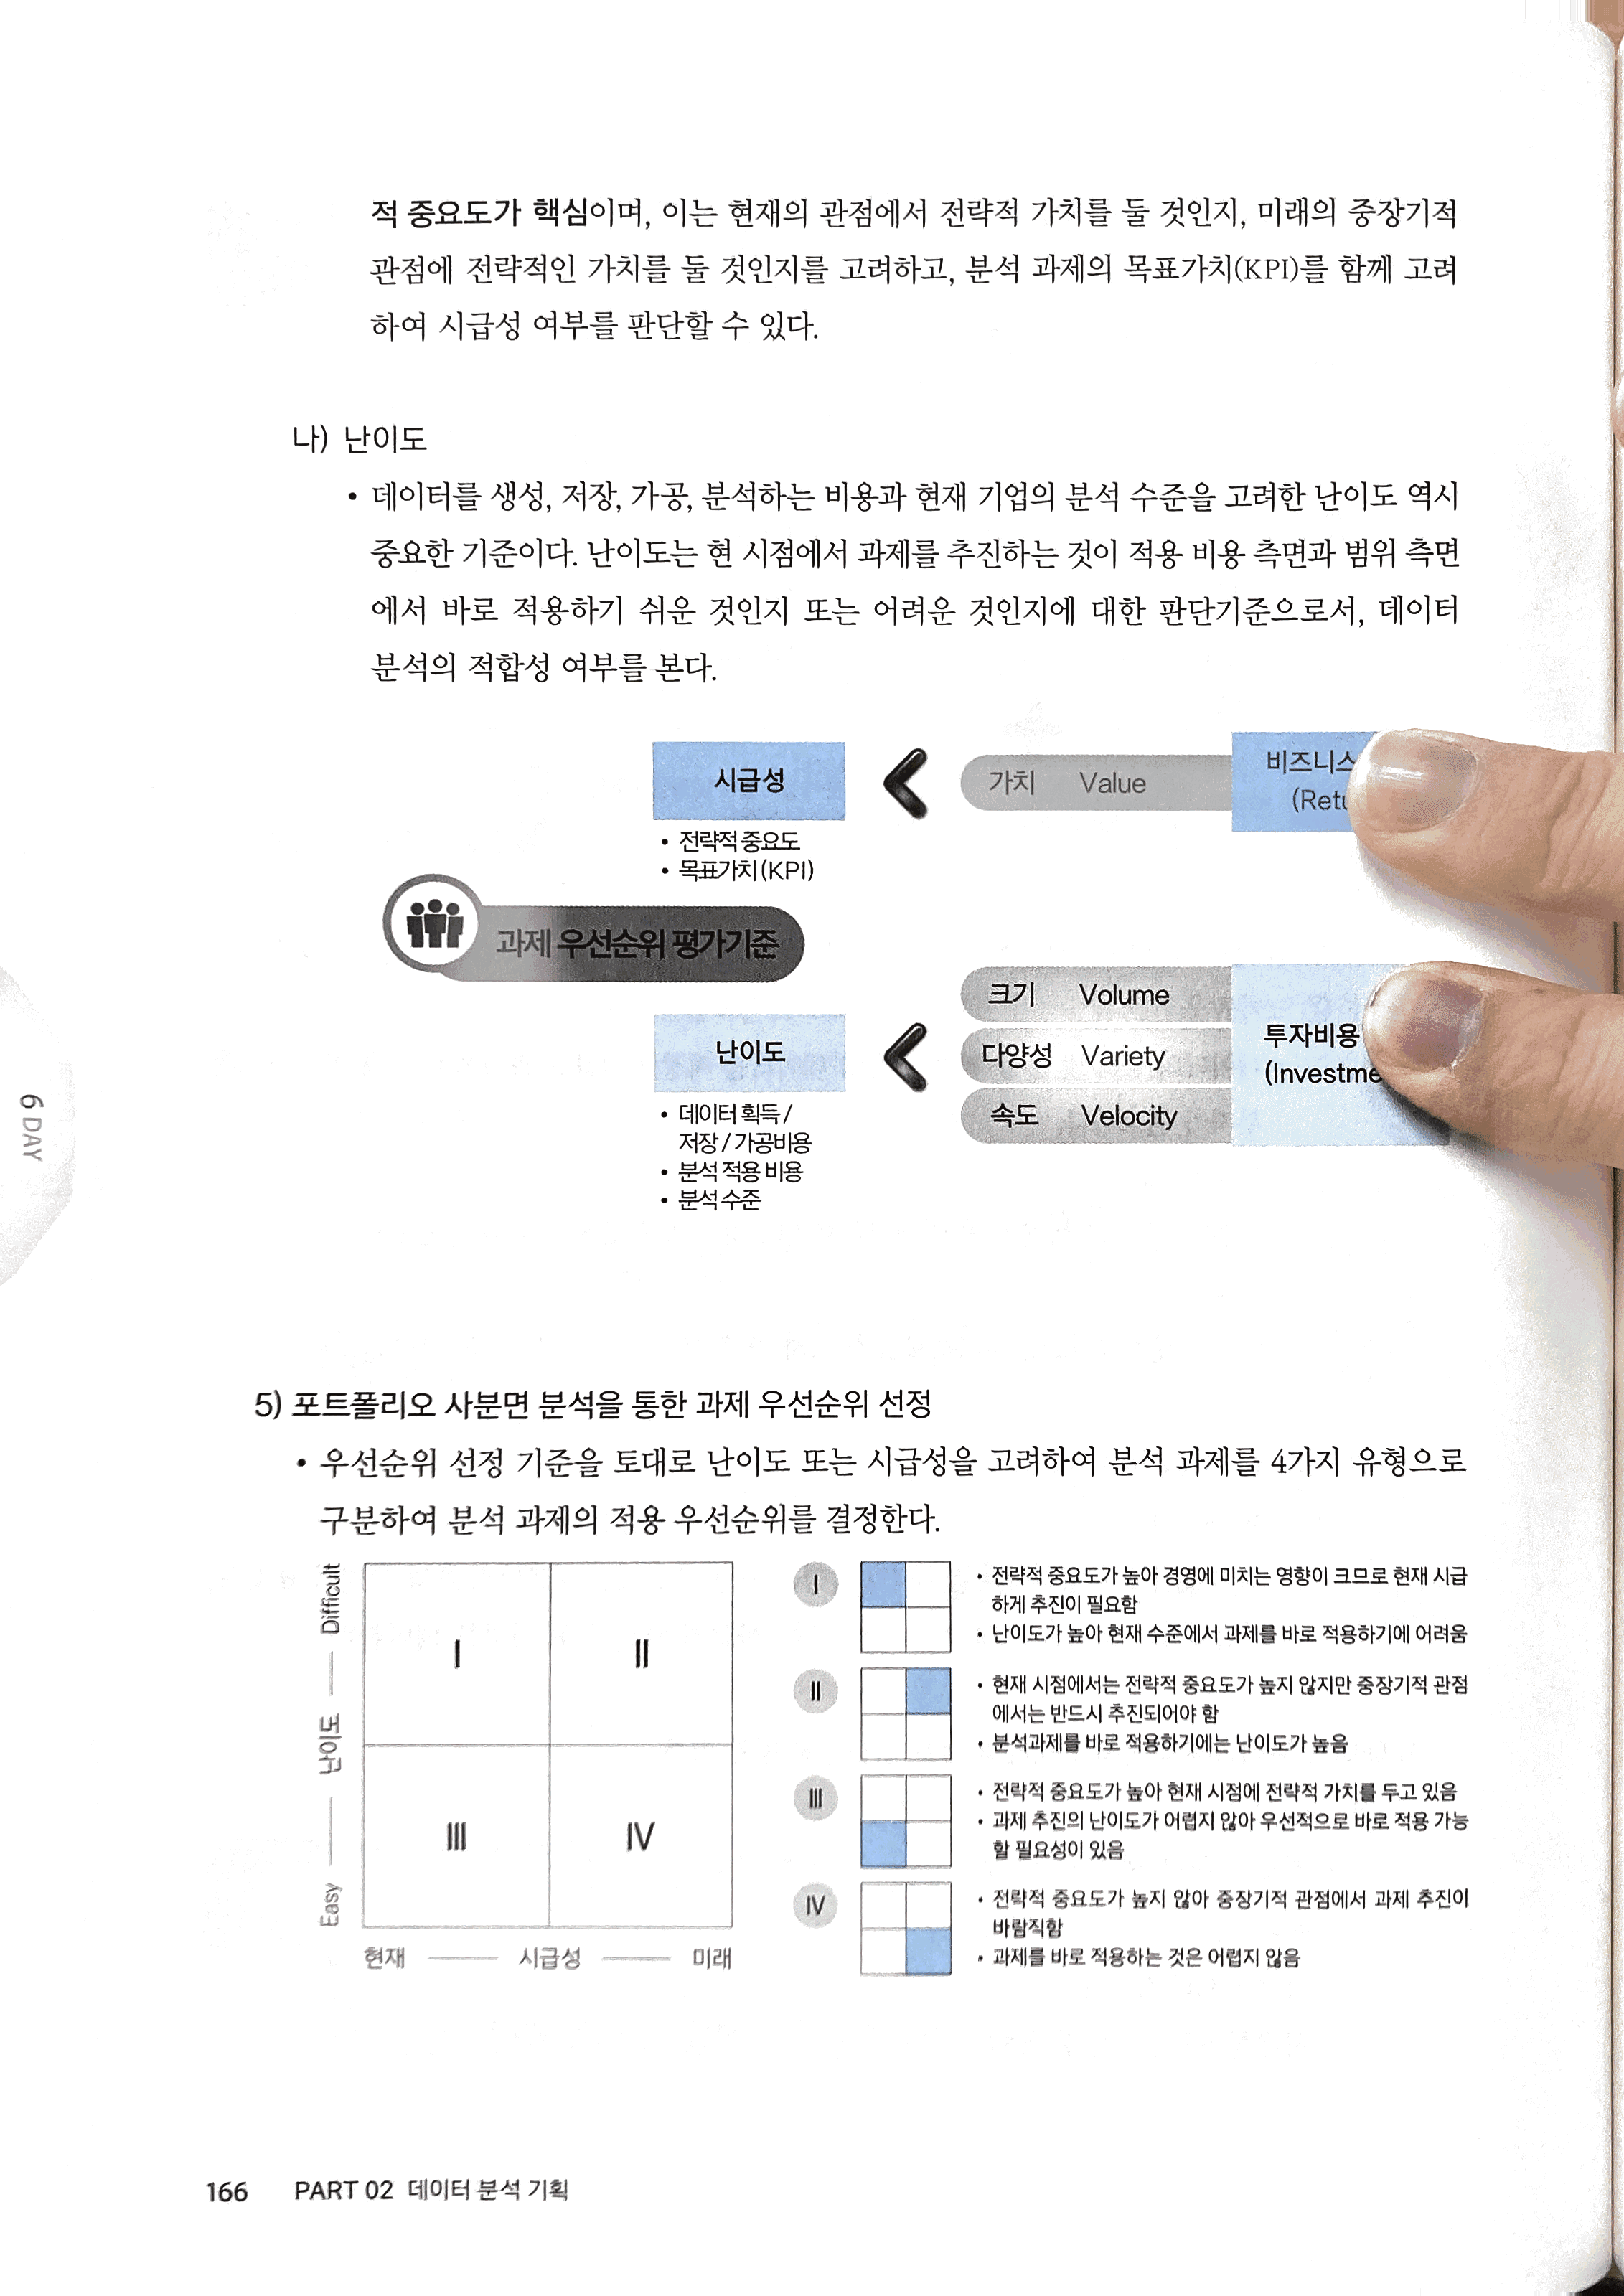 적 중요도가 핵심이며, 이는 현재의 관점에서 전략적 가치를 둘 것인지, 미래의 중장기적
관점에 전략적인 가치를 둘 것인지를 고려하고, 분석 과제의 목표가치(KPI)를 함께 고려
하여 시급성 여부를 판단할 수 있다.
나) 난이도
• 데이터를 생성, 저장, 가공, 분석하는 비용과 현재 기업의 분석 수준을 고려한 난이도 역시
중요한 기준이다. 난이도는 현 시점에서 과제를 추진하는 것이 적용 비용 측면과 범위 측면
에서 바로 적용하기 쉬운 것인지 또는 어려운 것인지에 대한 판단기준으로서, 데이터
분석의 적합성 여부를 본다.
시급성
• 전략적 중요도
• 목표가치(KPI)
가치 Value
비즈니스
과제 우선순위 평가기준
난이도
• 데이터 획득 /
저장 / 가공비용
• 분석 적용 비용
• 분석 수준
크기 Volume
다양성 Variety
속도 Velocity
투자비용
6 DAY
5) 포트폴리오 사분면 분석을 통한 과제 우선순위 선정
• 우선순위 선정 기준을 토대로 난이도 또는 시급성을 고려하여 분석 과제를 4가지 유형으로
구분하여 분석 과제의 적용 우선순위를 결정한다.
Difficult
난이도
Easy
I
II
III
IV
현재 시급성 미래
I
• 전략적 중요도가 높아 경영에 미치는 영향이 크므로 현재 시급
하게 추진이 필요함
• 난이도가 높아 현재 수준에서 과제를 바로 적용하기에 어려움
II
• 현재 시점에서는 전략적 중요도가 높지 않지만 중장기적 관점
에서는 반드시 추진되어야 함
• 분석과제를 바로 적용하기에는 난이도가 높음
III
• 전략적 중요도가 높아 현재 시점에 전략적 가치를 두고 있음
• 과제 추진의 난이도가 어렵지 않아 우선적으로 바로 적용 가능
할 필요성이 있음
IV
• 전략적 중요도가 높지 않아 중장기적 관점에서 과제 추진이
바람직함
• 과제를 바로 적용하는 것은 어렵지 않음
166 PART 02 데이터 분석 기획